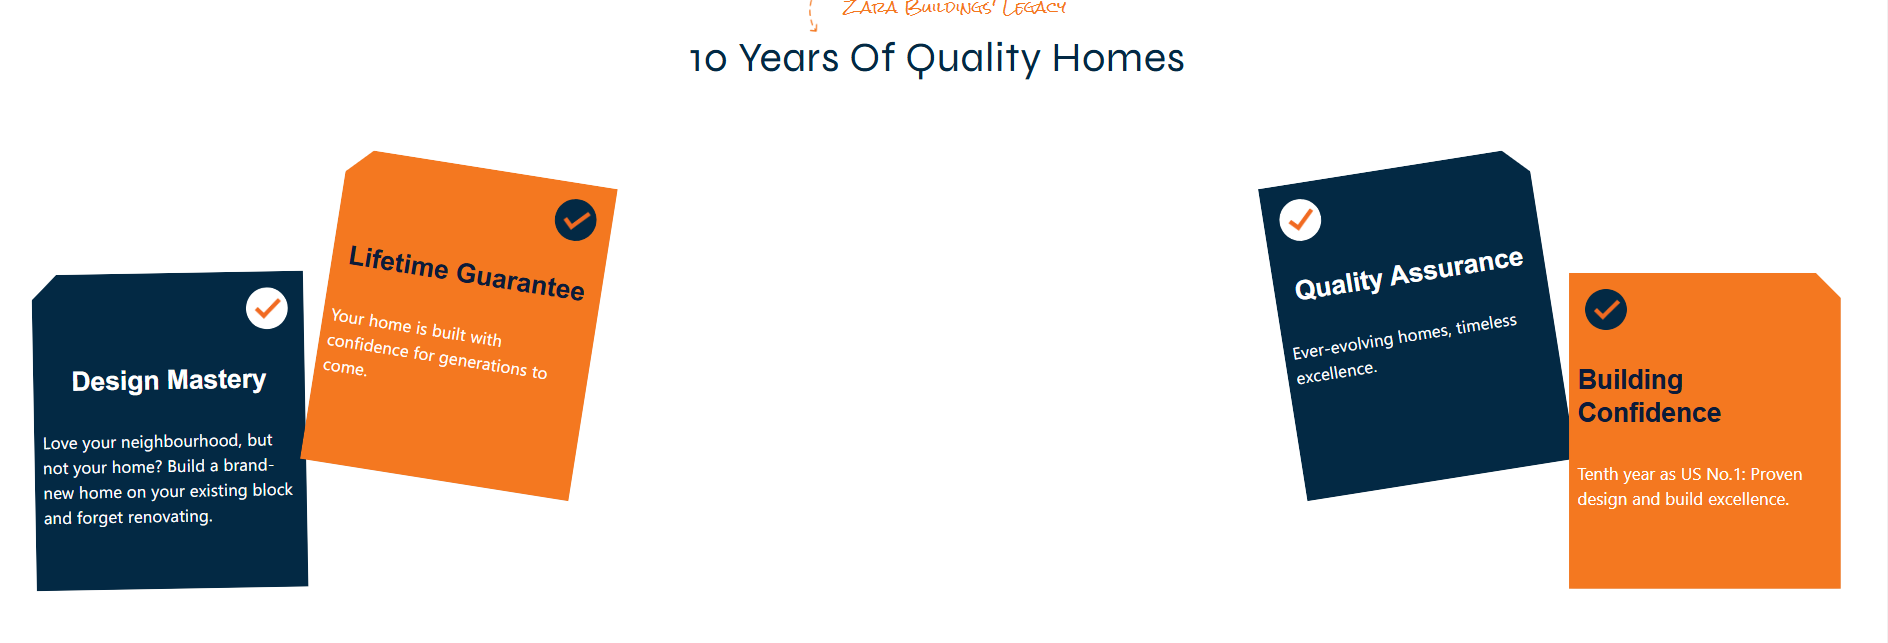 Zara Buildings' Legacy
10 Years Of Quality Homes
Design Mastery
Love your neighbourhood, but
not your home? Build a brand-
new home on your existing block
and forget renovating.
Lifetime Guarantee
Your home is built with
confidence for generations to
come.
Quality Assurance
Ever-evolving homes, timeless
excellence.
Building
Confidence
Tenth year as US No.1: Proven
design and build excellence.